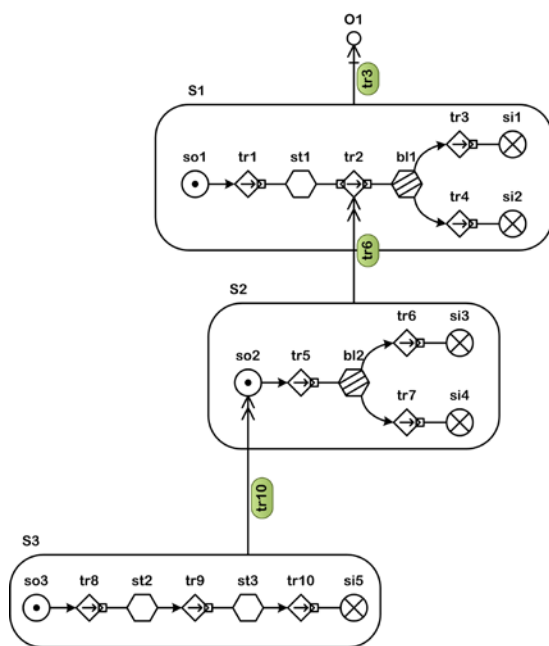 O1
tr3
S1
tr3 si1
so1 tr1 st1 tr2 bl1
tr4 si2
tr6
S2
tr6 si3
so2 tr5 bl2
tr7 si4
tr10
S3
so3 tr8 st2 tr9 st3 tr10 si5